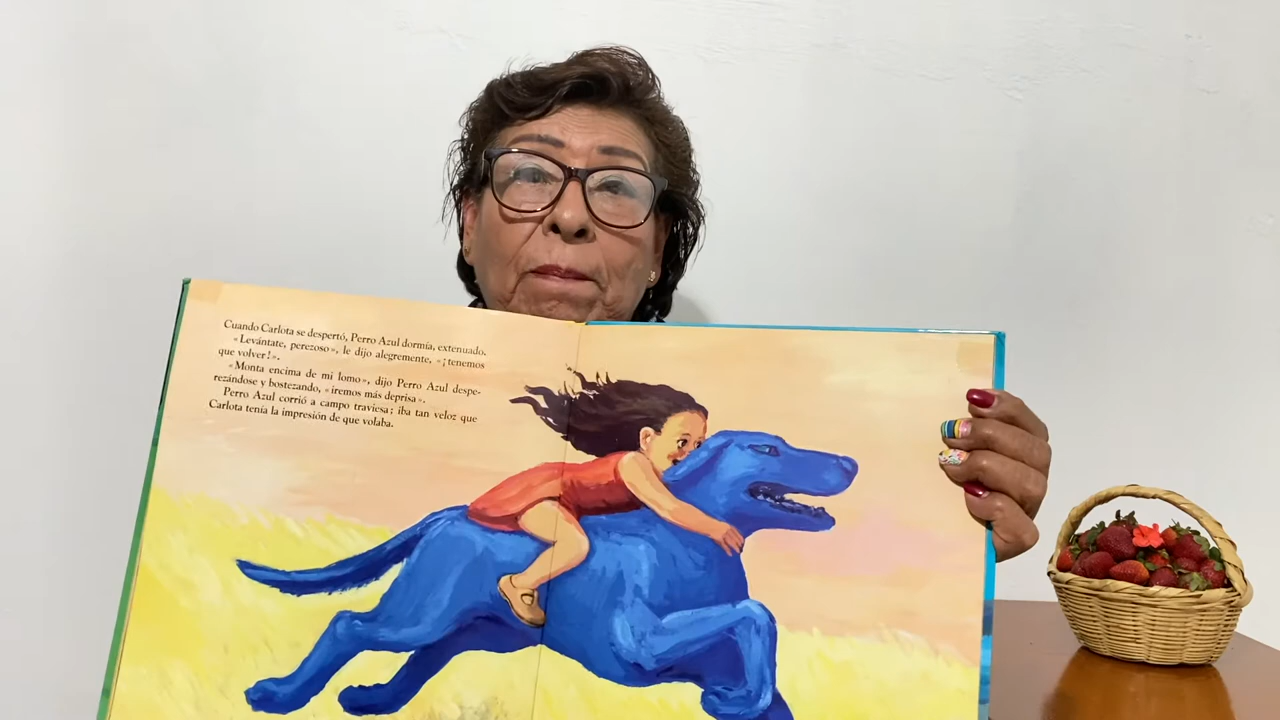 Cuando Carlota se despertó, Perro Azul dormía, extenuado.
«Levántate, perezoso», le dijo alegremente, «¡tenemos
que volver!».
«Monta encima de mi lomo», dijo Perro Azul despe-
rezándose y bostezando, «iremos más deprisa».
Perro Azul corrió a campo traviesa; iba tan veloz que
Carlota tenía la impresión de que volaba.